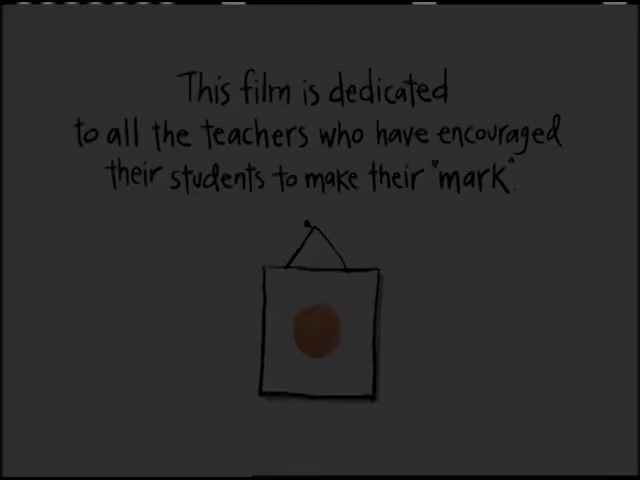 This film is dedicated
to all the teachers who have encouraged
their students to make their "mark".